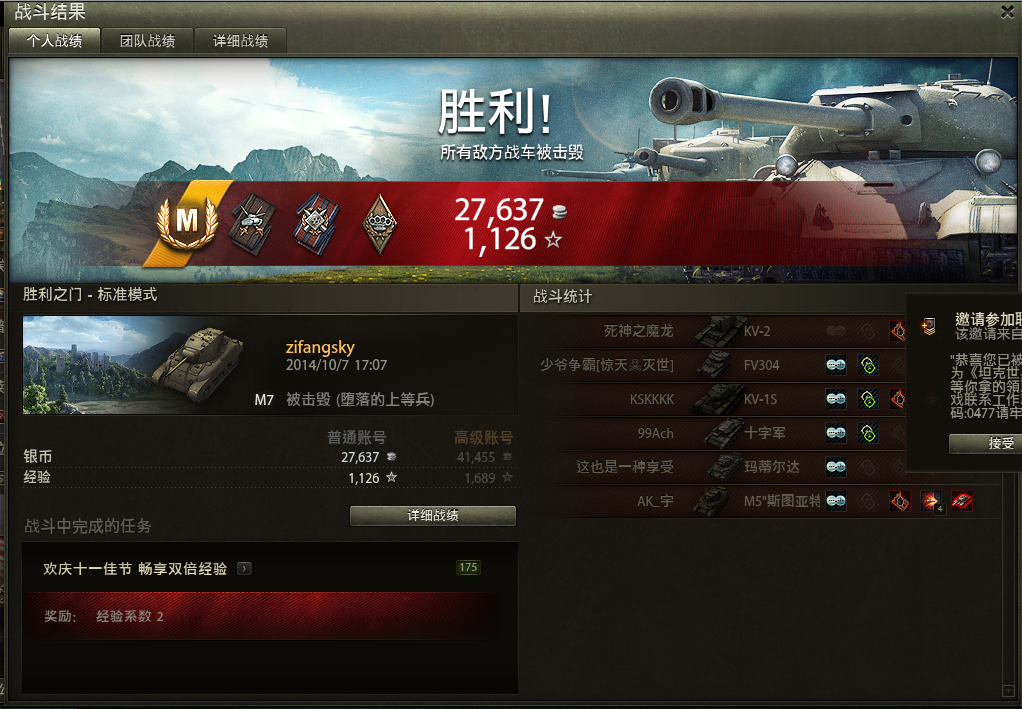 战斗结果
个人战绩
团队战绩
详细战绩
胜利!
所有敌方战车被击毁
M
27,637
1,126
胜利之门 - 标准模式
zifangsky
2014/10/7 17:07
M7 被击毁 (堕落的上等兵)
普通账号 高级账号
银币 27,637 41,455
经验 1,126 1,689
详细战绩
战斗中完成的任务
欢庆十一佳节 畅享双倍经验 175
奖励: 经验系数 2
战斗统计
死神之魔龙 KV-2
少爷争霸[惊天 灭世] FV304
KSKKKK KV-1S
99Ach 十字军
这也是一种享受 玛蒂尔达
AK_宇 M5"斯图亚特 4
邀请参加
该邀请来自
"恭喜您已被
为《坦克世
等你拿的领
戏联系工作
码:0477请牢
接受